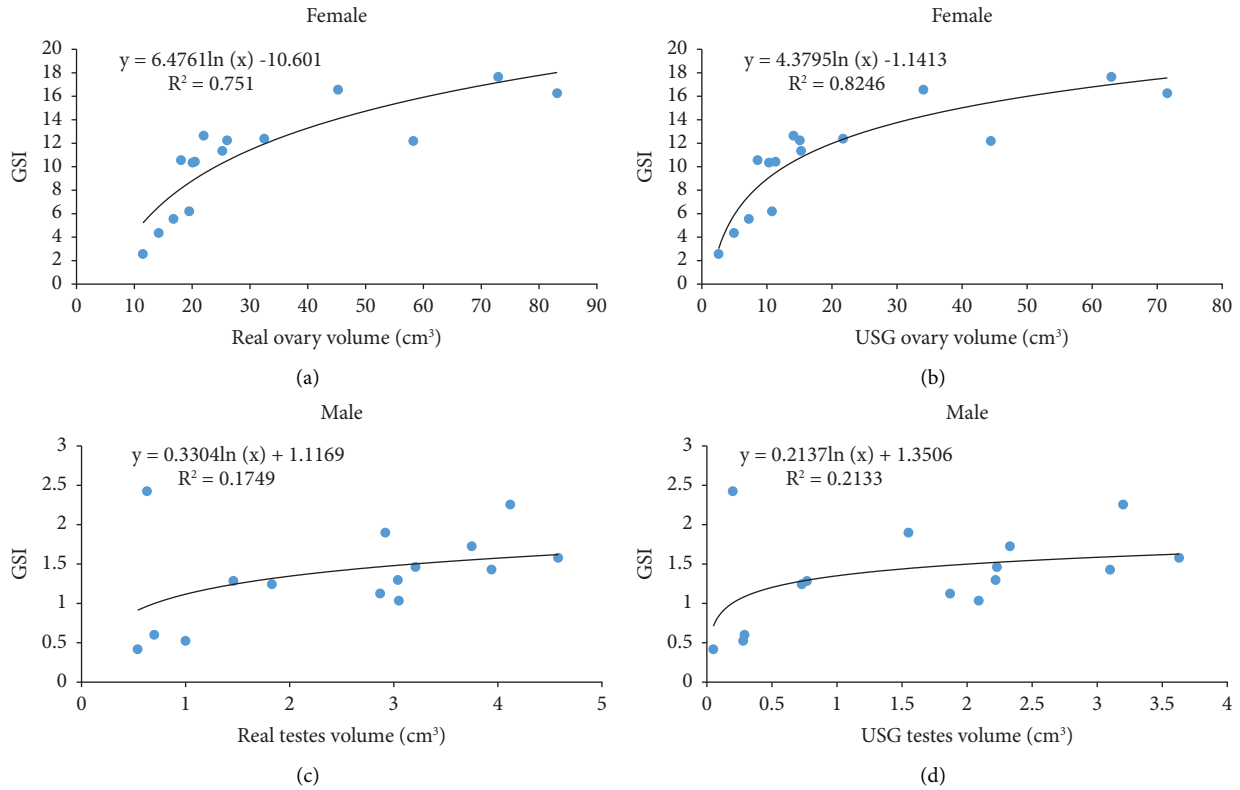 Female
y = 6.4761ln (x) -10.601
R² = 0.751
GSI
20
18
16
14
12
10
8
6
4
2
0
0 10 20 30 40 50 60 70 80 90
Real ovary volume (cm³)
(a)
Female
y = 4.3795ln (x) -1.1413
R² = 0.8246
GSI
20
18
16
14
12
10
8
6
4
2
0
0 10 20 30 40 50 60 70 80
USG ovary volume (cm³)
(b)
Male
y = 0.3304ln (x) + 1.1169
R² = 0.1749
GSI
3
2.5
2
1.5
1
0.5
0
0 1 2 3 4 5
Real testes volume (cm³)
(c)
Male
y = 0.2137ln (x) + 1.3506
R² = 0.2133
GSI
3
2.5
2
1.5
1
0.5
0
0 0.5 1 1.5 2 2.5 3 3.5 4
USG testes volume (cm³)
(d)